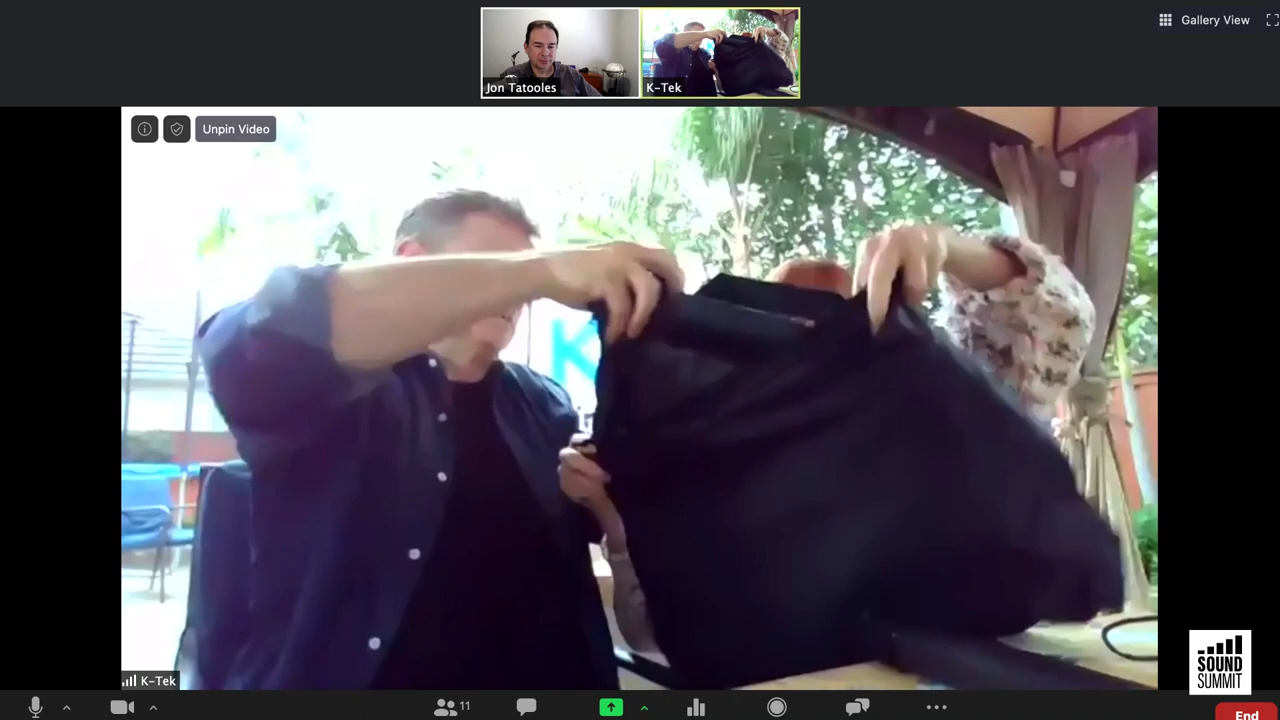 Gallery View
Jon Tatooles
K-Tek
Unpin Video
K
K-Tek
11
SOUND
SUMMIT
End